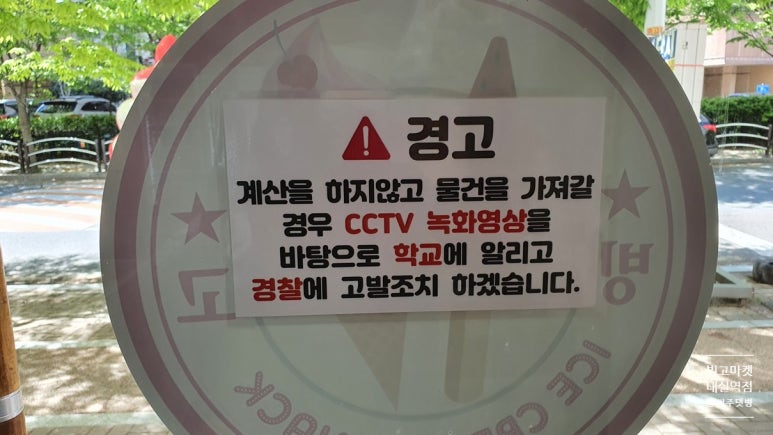 경고
계산을 하지않고 물건을 가져갈
경우 CCTV 녹화영상을
바탕으로 학교에 알리고
경찰에 고발조치 하겠습니다.
ICE